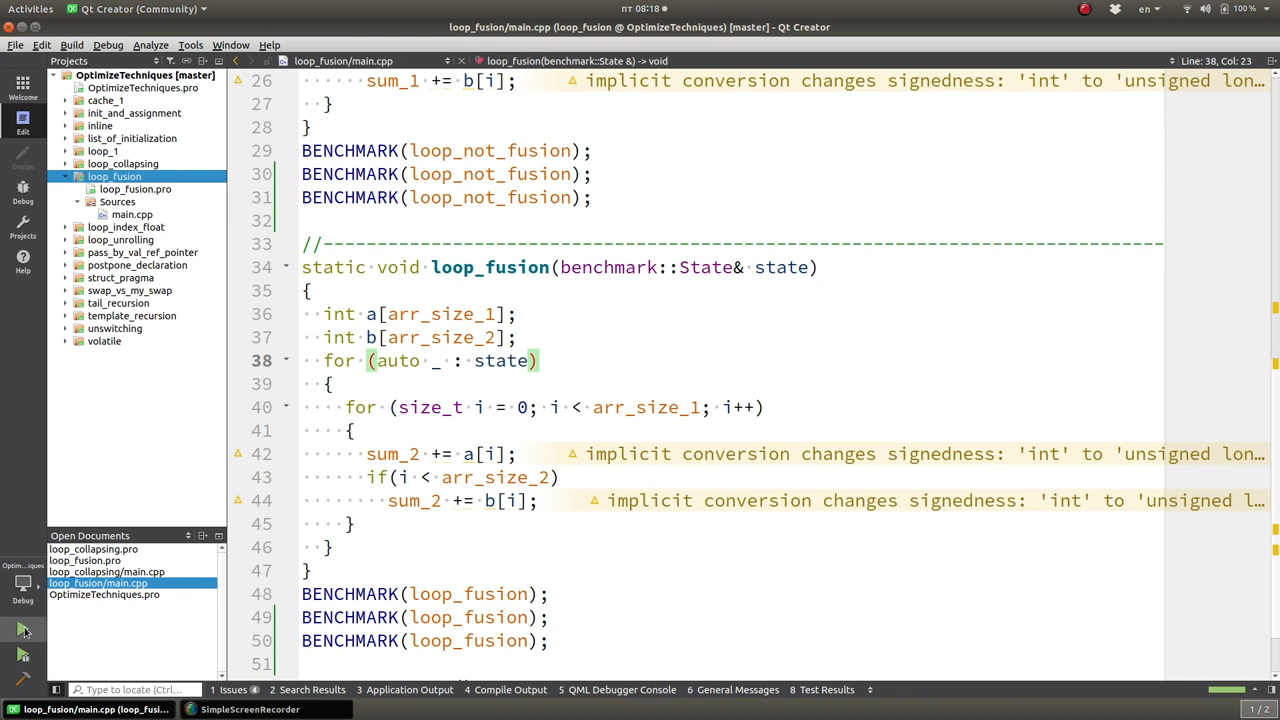 Activities Qt Creator (Community) ▾ пт 08:18 en 100 %
loop_fusion/main.cpp (loop_fusion @ OptimizeTechniques) [master] - Qt Creator
File Edit Build Debug Analyze Tools Window Help
Projects loop_fusion/main.cpp loop_fusion(benchmark::State &) -> void Line: 38, Col: 23
OptimizeTechniques [master]
OptimizeTechniques.pro
cache_1
init_and_assignment
inline
list_of_initialization
loop_1
loop_collapsing
loop_fusion
loop_fusion.pro
Sources
main.cpp
loop_index_float
loop_unrolling
pass_by_val_ref_pointer
postpone_declaration
struct_pragma
swap_vs_my_swap
tail_recursion
template_recursion
unswitching
volatile
Welcome
Edit
Design
Debug
Projects
Help
26 sum_1 += b[i]; implicit conversion changes signedness: 'int' to 'unsigned lon…
27 }
28 }
29 BENCHMARK(loop_not_fusion);
30 BENCHMARK(loop_not_fusion);
31 BENCHMARK(loop_not_fusion);
32
33 //------------------------------------------------------------------------------
34 static void loop_fusion(benchmark::State& state)
35 {
36 int a[arr_size_1];
37 int b[arr_size_2];
38 for (auto _ : state)
39 {
40 for (size_t i = 0; i < arr_size_1; i++)
41 {
42 sum_2 += a[i]; implicit conversion changes signedness: 'int' to 'unsigned lon…
43 if(i < arr_size_2)
44 sum_2 += b[i]; implicit conversion changes signedness: 'int' to 'unsigned l…
45 }
46 }
47 }
48 BENCHMARK(loop_fusion);
49 BENCHMARK(loop_fusion);
50 BENCHMARK(loop_fusion);
51
Open Documents
loop_collapsing.pro
loop_fusion.pro
loop_collapsing/main.cpp
loop_fusion/main.cpp
OptimizeTechniques.pro
Optim…iques
Debug
Type to locate (Ctrl... 1 Issues 4 2 Search Results 3 Application Output 4 Compile Output 5 QML Debugger Console 6 General Messages 8 Test Results
loop_fusion/main.cpp (loop_fusi… SimpleScreenRecorder 1 / 2